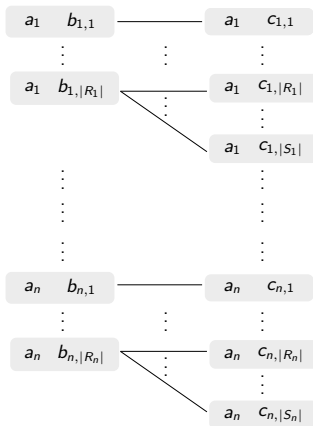 a₁ b₁,₁ a₁ c₁,₁
⋮ ⋮ ⋮ ⋮ ⋮
a₁ b₁,|R₁| a₁ c₁,|R₁|
⋮ ⋮
a₁ c₁,|S₁|
⋮ ⋮ ⋮
⋮ ⋮ ⋮
⋮ ⋮ ⋮
aₙ bₙ,₁ aₙ cₙ,₁
⋮ ⋮ ⋮ ⋮ ⋮
aₙ bₙ,|Rₙ| aₙ cₙ,|Rₙ|
⋮ ⋮
aₙ cₙ,|Sₙ|